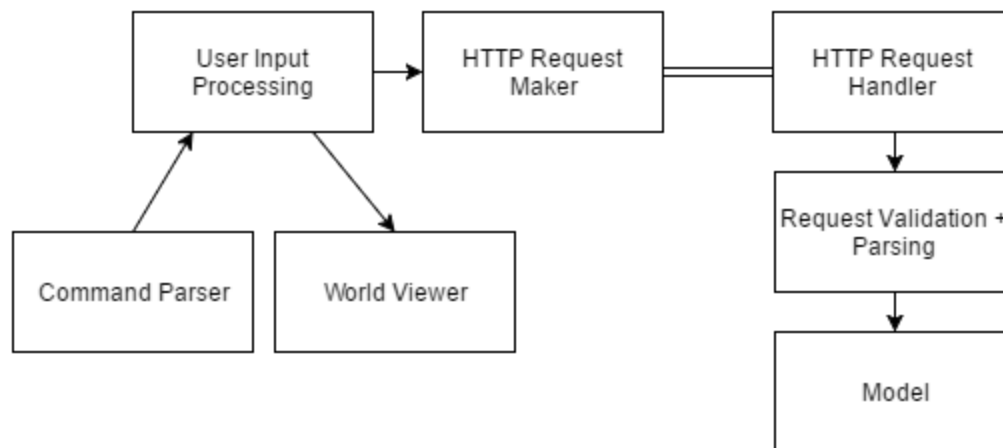 User Input
Processing
HTTP Request
Maker
HTTP Request
Handler
Request Validation +
Parsing
Command Parser
World Viewer
Model